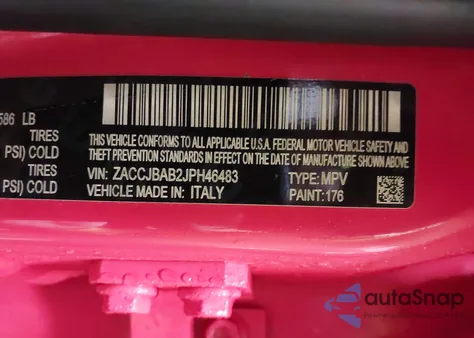 586 LB
TIRES
PSI) COLD
TIRES
PSI) COLD
THIS VEHICLE CONFORMS TO ALL APPLICABLE U.S.A. FEDERAL MOTOR VEHICLE SAFETY AND
THEFT PREVENTION STANDARDS IN EFFECT ON THE DATE OF MANUFACTURE SHOWN ABOVE
VIN: ZACCJBAB2JPH46483 TYPE: MPV
VEHICLE MADE IN: ITALY PAINT: 176
autoSnap